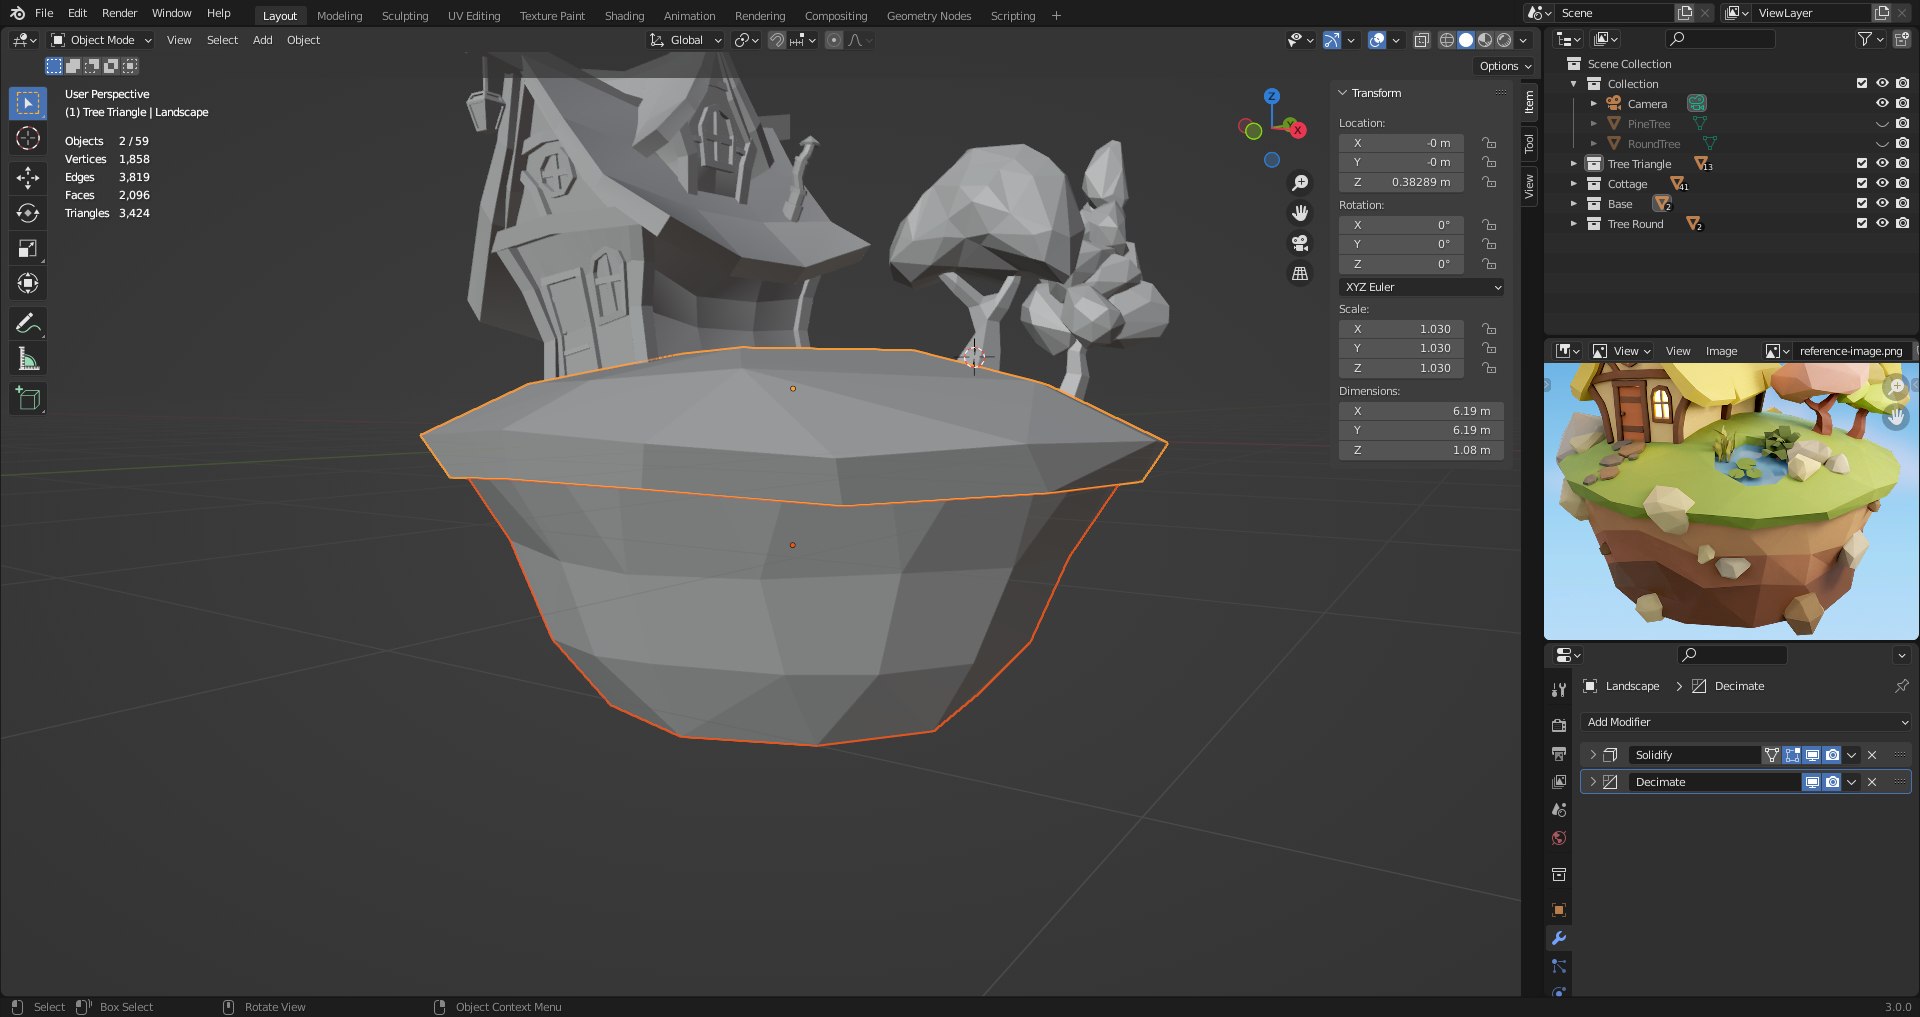 File Edit Render Window Help Layout Modeling Sculpting UV Editing Texture Paint Shading Animation Rendering Compositing Geometry Nodes Scripting + Scene ViewLayer
Object Mode View Select Add Object Global
Options
User Perspective
(1) Tree Triangle | Landscape
Objects 2 / 59
Vertices 1,858
Edges 3,819
Faces 2,096
Triangles 3,424
Z
Y
X
Transform
Location:
X -0 m
Y -0 m
Z 0.38289 m
Rotation:
X 0°
Y 0°
Z 0°
XYZ Euler
Scale:
X 1.030
Y 1.030
Z 1.030
Dimensions:
X 6.19 m
Y 6.19 m
Z 1.08 m
Item
Tool
View
Scene Collection
Collection
Camera
PineTree
RoundTree
Tree Triangle 13
Cottage 41
Base 2
Tree Round 2
View View Image reference-image.png
Landscape Decimate
Add Modifier
Solidify
Decimate
Select Box Select Rotate View Object Context Menu 3.0.0